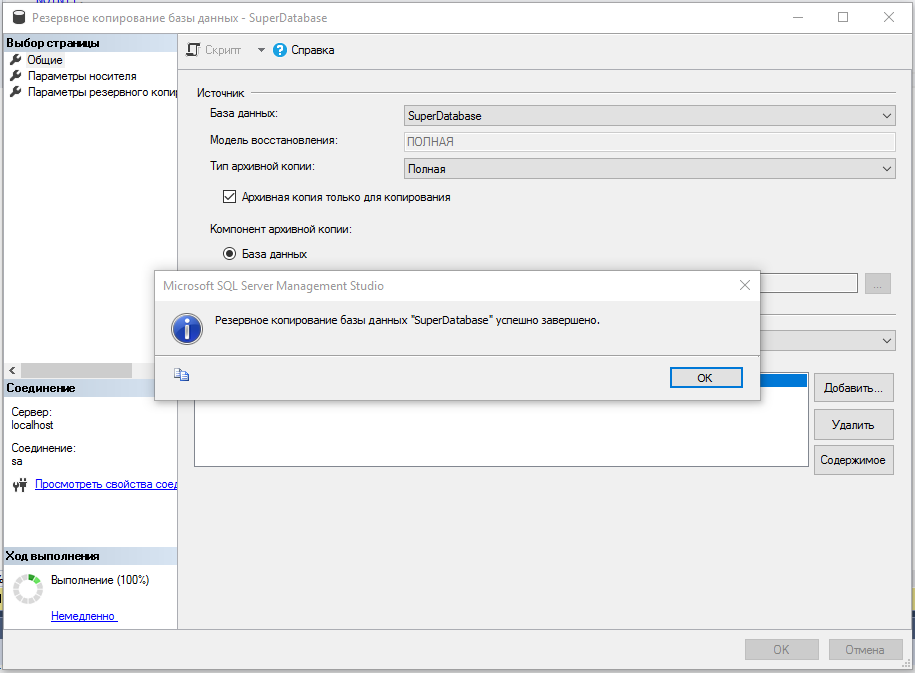 Резервное копирование базы данных - SuperDatabase
Выбор страницы
Общие
Параметры носителя
Параметры резервного копир
Скрипт
Справка
Источник
База данных:
SuperDatabase
Модель восстановления:
ПОЛНАЯ
Тип архивной копии:
Полная
Архивная копия только для копирования
Компонент архивной копии:
База данных
...
Microsoft SQL Server Management Studio
Резервное копирование базы данных "SuperDatabase" успешно завершено.
OK
Добавить...
Удалить
Содержимое
Соединение
Сервер:
localhost
Соединение:
sa
Просмотреть свойства соед
Ход выполнения
Выполнение (100%)
Немедленно
OK
Отмена